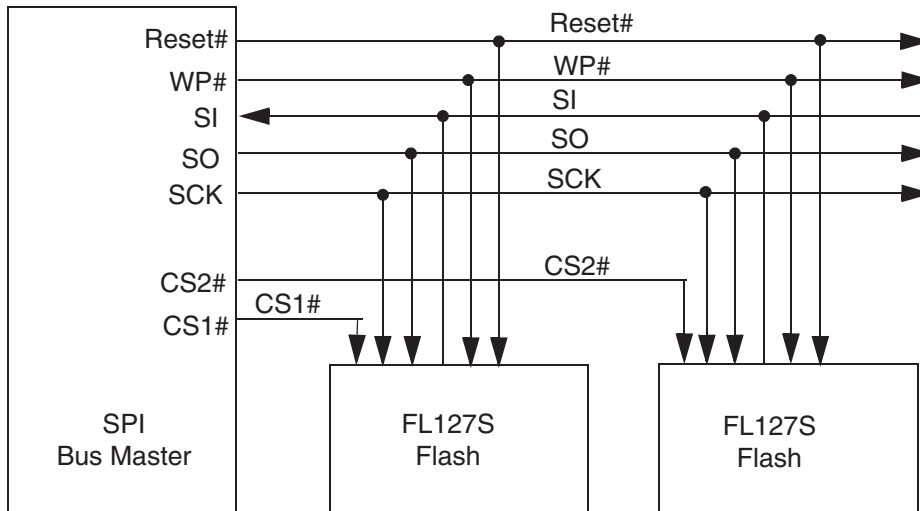 Reset#
Reset#
WP#
WP#
SI
SI
SO
SO
SCK
SCK
CS2#
CS2#
CS1#
CS1#
SPI
Bus Master
FL127S
Flash
FL127S
Flash